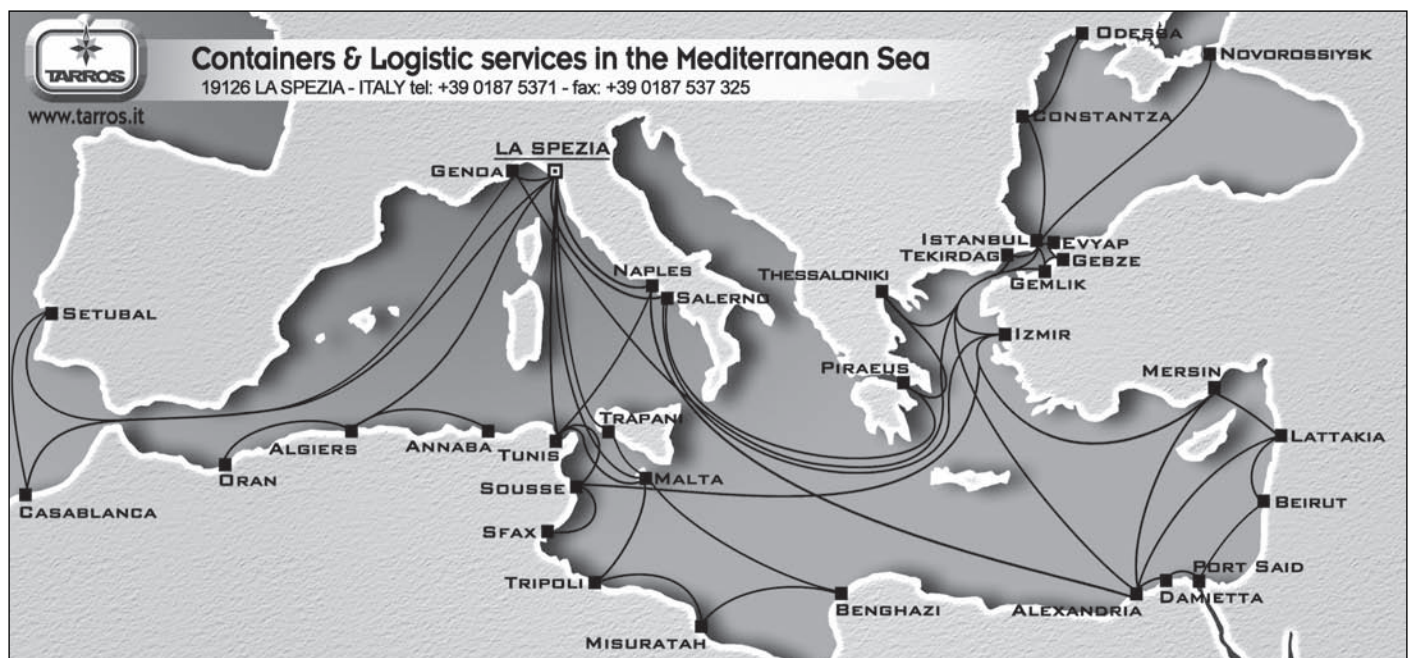 TARROS
www.tarros.it
Containers & Logistic services in the Mediterranean Sea
19126 LA SPEZIA - ITALY tel: +39 0187 5371 - fax: +39 0187 537 325
ODESSA
NOVOROSSIYSK
CONSTANTZA
LA SPEZIA
GENOA
ISTANBUL
EVYAP
TEKIRDAG
GEBZE
GEMLIK
NAPLES
THESSALONIKI
SALERNO
SETUBAL
IZMIR
PIRAEUS
MERSIN
TRAPANI
LATTAKIA
ALGIERS
ANNABA
TUNIS
ORAN
MALTA
SOUSSE
CASABLANCA
BEIRUT
SFAX
PORT SAID
TRIPOLI
DAMIETTA
BENGHAZI
ALEXANDRIA
MISURATAH